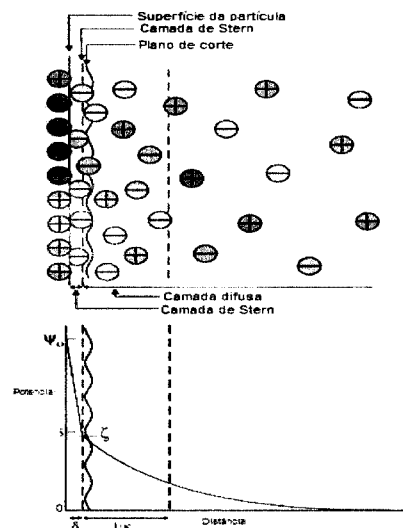 Superfície da partícula
Camada de Stern
Plano de corte
Camada difusa
Camada de Stern
Ψ₀
Potencial
δ
ζ
0
δ
Distância